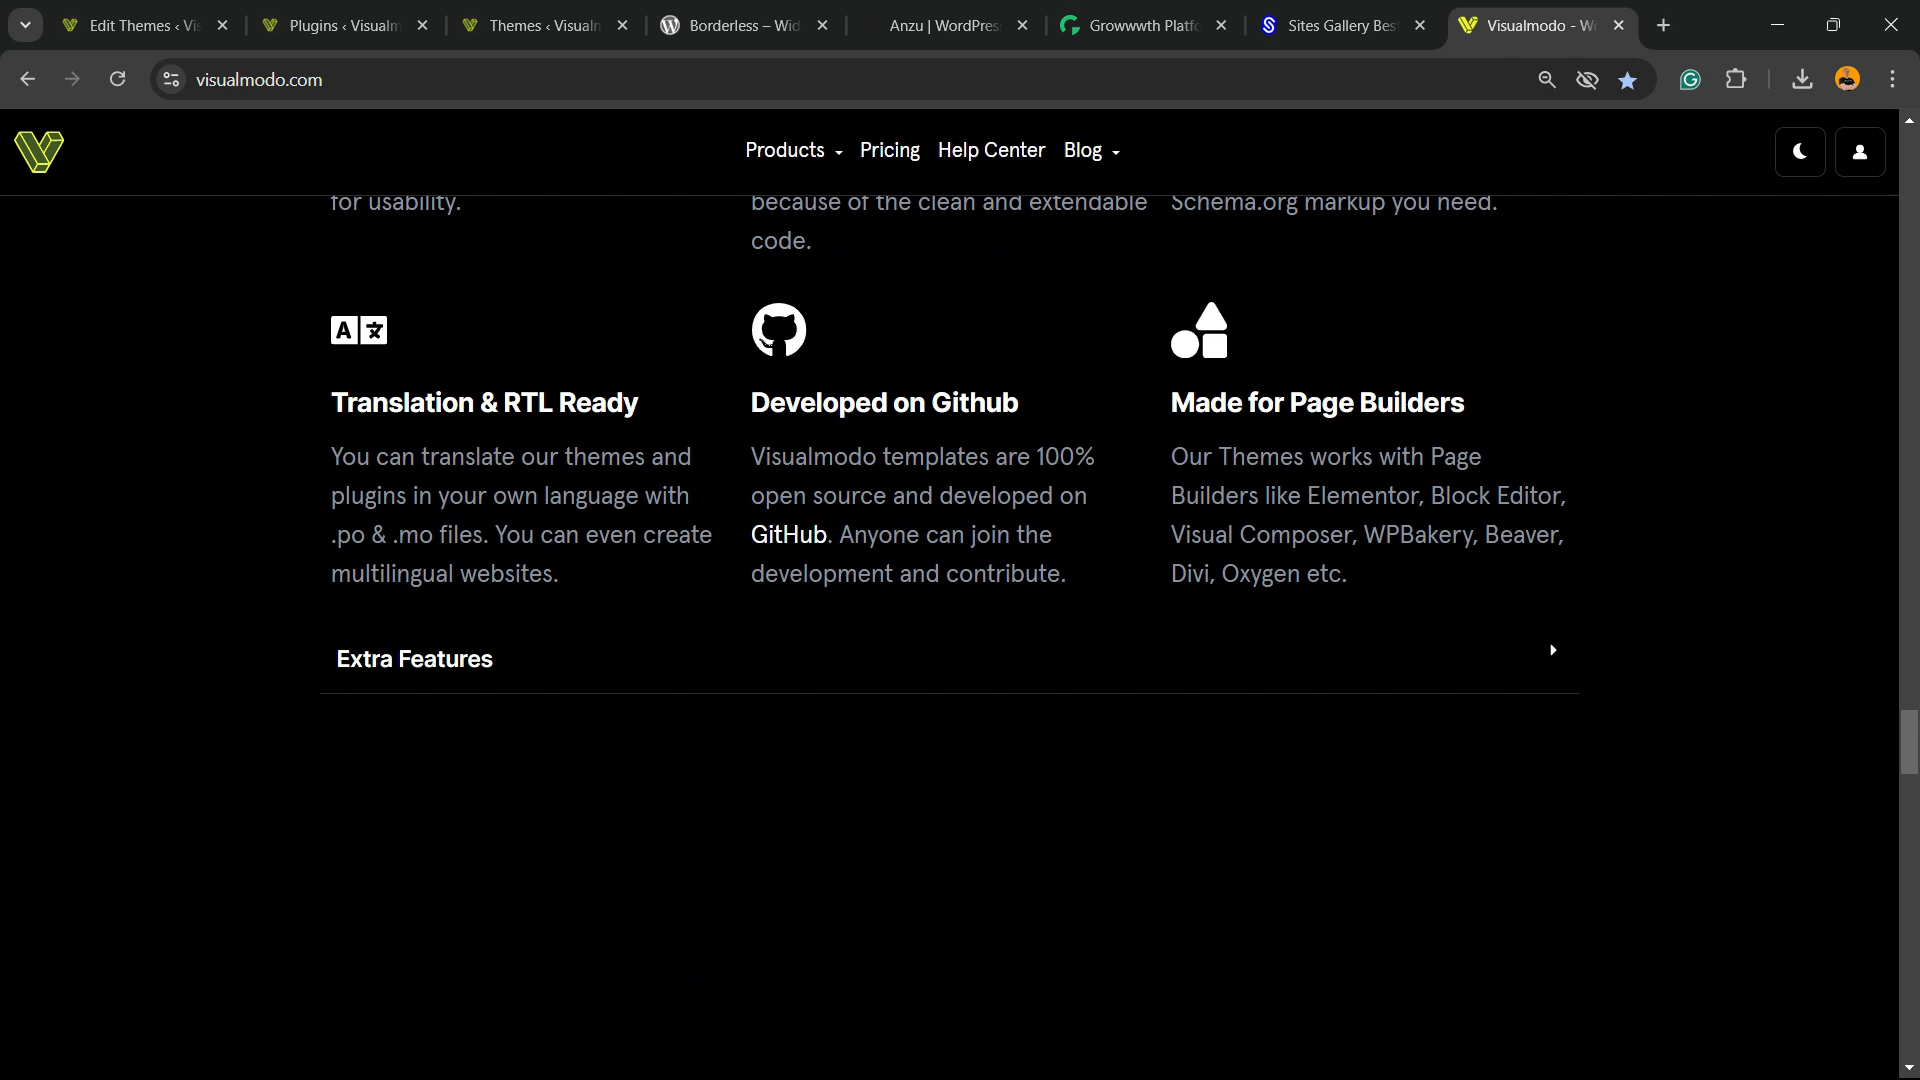 Edit Themes ‹ Vis
Plugins ‹ Visualm
Themes ‹ Visualn
Borderless – Wid
Anzu | WordPres
Growwwth Platfo
Sites Gallery Bes
Visualmodo - Wo
visualmodo.com
Products
Pricing
Help Center
Blog
for usability.
because of the clean and extendable
code.
Schema.org markup you need.
Translation & RTL Ready
You can translate our themes and
plugins in your own language with
.po & .mo files. You can even create
multilingual websites.
Developed on Github
Visualmodo templates are 100%
open source and developed on
GitHub. Anyone can join the
development and contribute.
Made for Page Builders
Our Themes works with Page
Builders like Elementor, Block Editor,
Visual Composer, WPBakery, Beaver,
Divi, Oxygen etc.
Extra Features